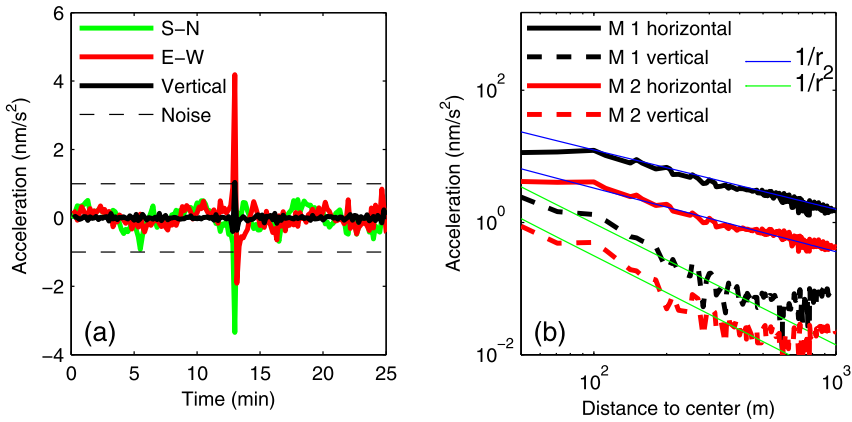 6
4
2
0
−2
−4
Acceleration (nm/s²)
S−N
E−W
Vertical
Noise
(a)
0 5 10 15 20 25
Time (min)
10²
10⁰
10⁻²
Acceleration (nm/s²)
M 1 horizontal
M 1 vertical
M 2 horizontal
M 2 vertical
1/r
1/r²
(b)
10² 10³
Distance to center (m)